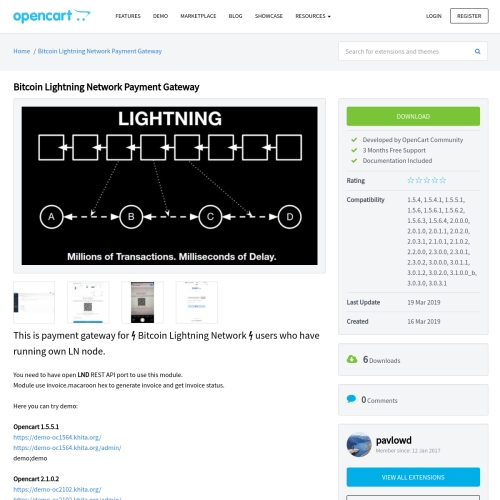 opencart
FEATURES DEMO MARKETPLACE BLOG SHOWCASE RESOURCES
LOGIN REGISTER
Home / Bitcoin Lightning Network Payment Gateway
Search for extensions and themes
Bitcoin Lightning Network Payment Gateway
LIGHTNING
A B C D
Millions of Transactions. Milliseconds of Delay.
This is payment gateway for Bitcoin Lightning Network users who have
running own LN node.
You need to have open LND REST API port to use this module.
Module use invoice.macaroon hex to generate invoice and get invoice status.
Here you can try demo:
Opencart 1.5.5.1
https://demo-oc1564.khita.org/
https://demo-oc1564.khita.org/admin/
demo;demo
Opencart 2.1.0.2
https://demo-oc2102.khita.org/
https://demo-oc2102.khita.org/admin/
DOWNLOAD
Developed by OpenCart Community
3 Months Free Support
Documentation Included
Rating
Compatibility
1.5.4, 1.5.4.1, 1.5.5.1,
1.5.6, 1.5.6.1, 1.5.6.2,
1.5.6.3, 1.5.6.4, 2.0.0.0,
2.0.1.0, 2.0.1.1, 2.0.2.0,
2.0.3.1, 2.1.0.1, 2.1.0.2,
2.2.0.0, 2.3.0.0, 2.3.0.1,
2.3.0.2, 3.0.0.0, 3.0.1.1,
3.0.1.2, 3.0.2.0, 3.1.0.0_b,
3.0.3.0, 3.0.3.1
Last Update 19 Mar 2019
Created 16 Mar 2019
6 Downloads
0 Comments
pavlowd
Member since: 12 Jan 2017
VIEW ALL EXTENSIONS